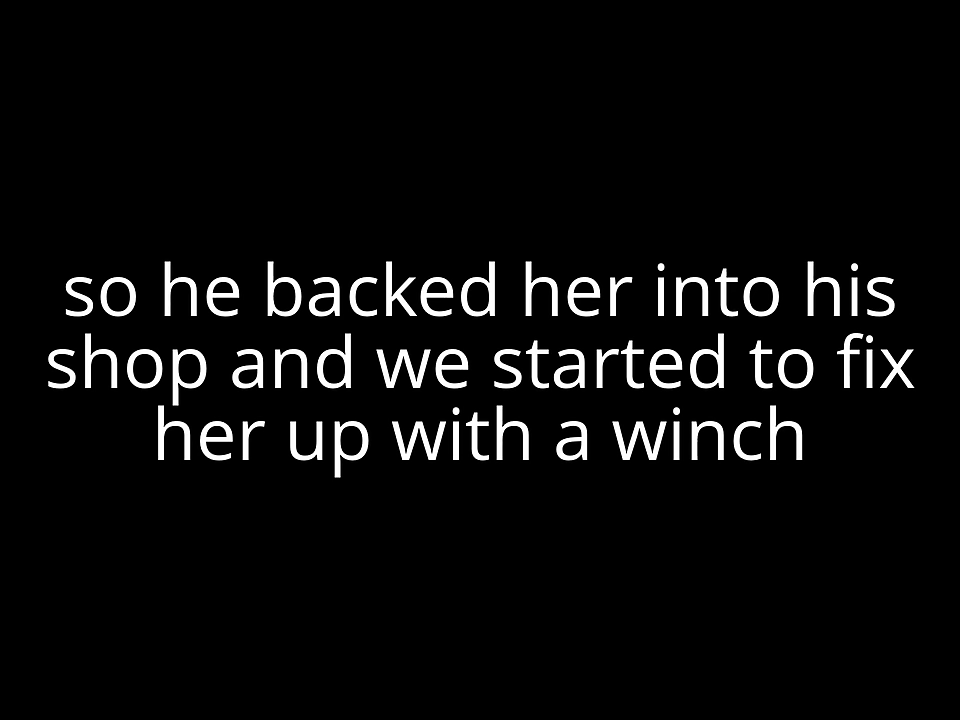 so he backed her into his
shop and we started to fix
her up with a winch